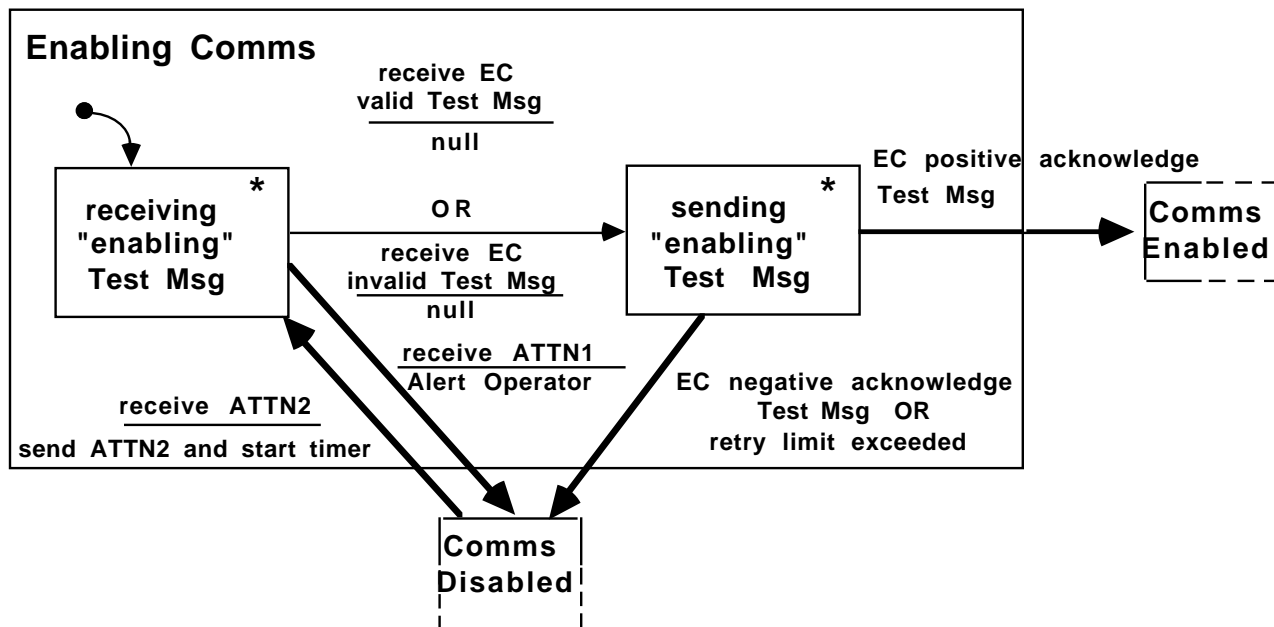 Enabling Comms
receive EC
valid Test Msg
null
OR
receive EC
invalid Test Msg
null
*
receiving
"enabling"
Test Msg
*
sending
"enabling"
Test Msg
EC positive acknowledge
Test Msg
Comms
Enabled
receive ATTN1
Alert Operator
receive ATTN2
send ATTN2 and start timer
EC negative acknowledge
Test Msg OR
retry limit exceeded
Comms
Disabled